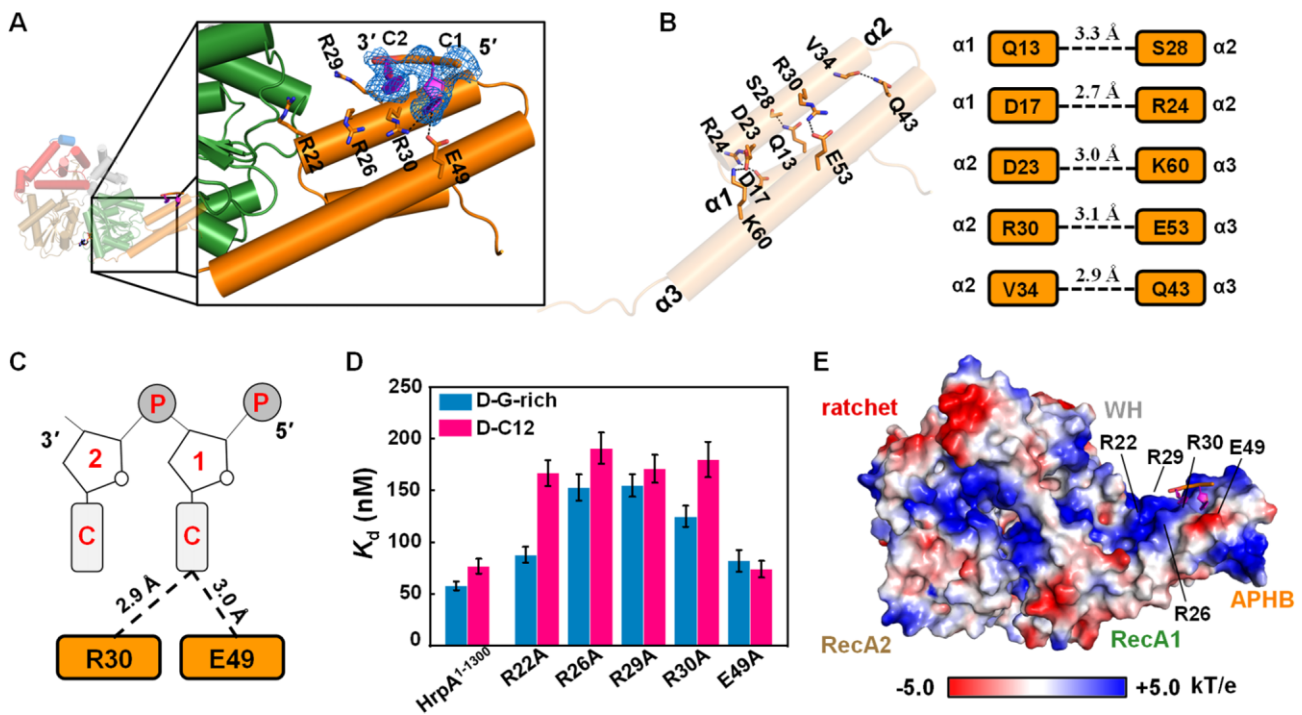 A
3′ C2 C1 5′
R29
R22
R26
R30
E49
B
α2
V34
R30
S28
D23
R24
Q43
Q13
E53
D17
α1
K60
α3
α1 Q13 3.3 Å S28 α2
α1 D17 2.7 Å R24 α2
α2 D23 3.0 Å K60 α3
α2 R30 3.1 Å E53 α3
α2 V34 2.9 Å Q43 α3
C
P P
3′ 5′
2 1
C C
2.9 Å 3.0 Å
R30 E49
D
250
200
150
100
50
0
Kd (nM)
D-G-rich
D-C12
HrpA1-1300 R22A R26A R29A R30A E49A
E
ratchet
WH
R22 R29 R30 E49
R26
APHB
RecA2 RecA1
-5.0 +5.0 kT/e